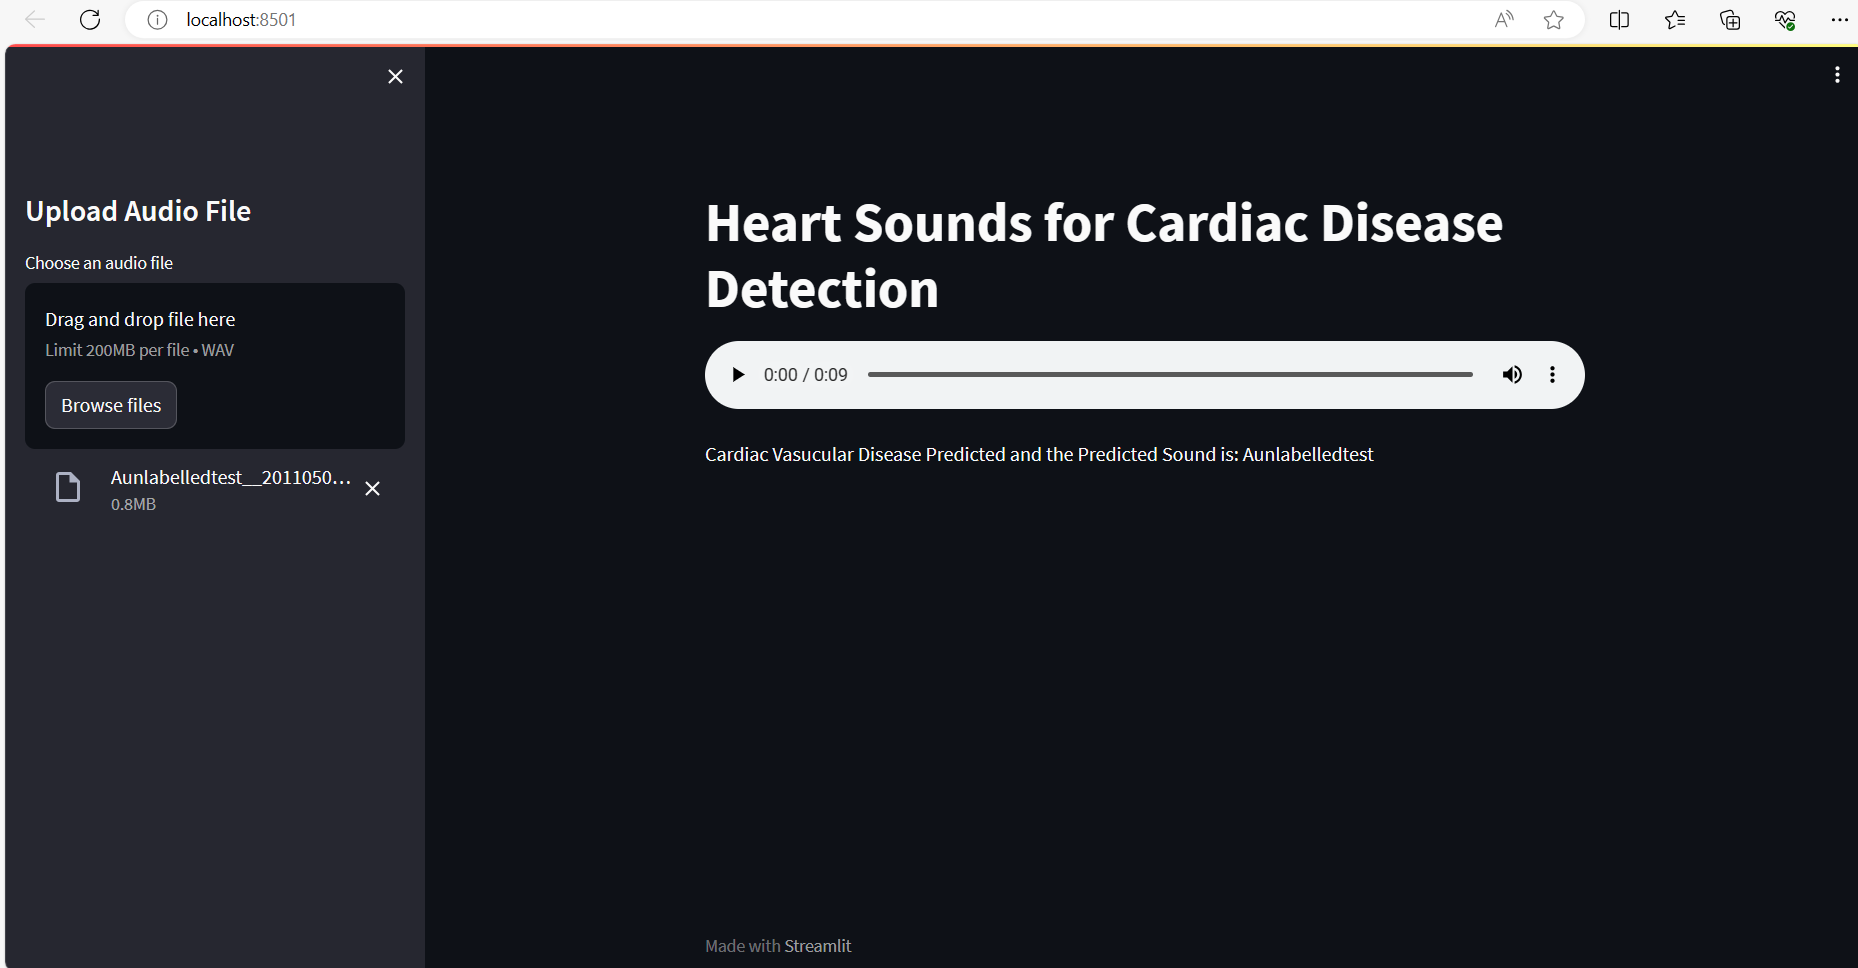 localhost:8501
Upload Audio File
Choose an audio file
Drag and drop file here
Limit 200MB per file • WAV
Browse files
Aunlabelledtest__2011050...
0.8MB
Heart Sounds for Cardiac Disease
Detection
0:00 / 0:09
Cardiac Vasucular Disease Predicted and the Predicted Sound is: Aunlabelledtest
Made with Streamlit